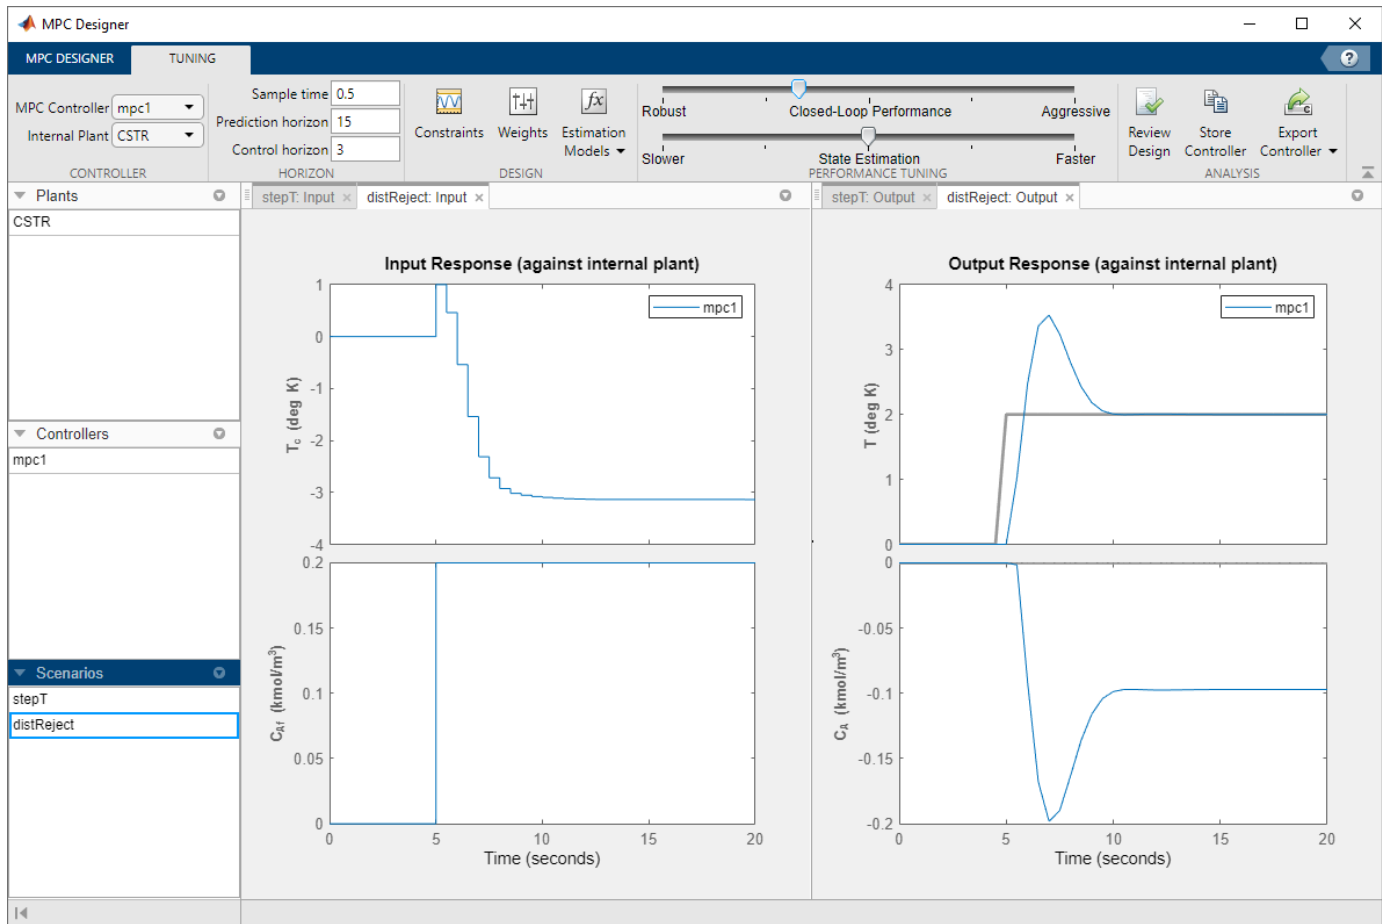 MPC Designer
MPC DESIGNER TUNING
MPC Controller mpc1
Internal Plant CSTR
CONTROLLER
Sample time 0.5
Prediction horizon 15
Control horizon 3
HORIZON
Constraints Weights Estimation Models
DESIGN
Robust Closed-Loop Performance Aggressive
Slower State Estimation Faster
PERFORMANCE TUNING
Review Design Store Controller Export Controller
ANALYSIS
Plants
CSTR
Controllers
mpc1
Scenarios
stepT
distReject
stepT: Input distReject: Input
Input Response (against internal plant)
mpc1
T_c (deg K)
1
0
-1
-2
-3
-4
C_Af (kmol/m³)
0.2
0.15
0.1
0.05
0
0 5 10 15 20
Time (seconds)
stepT: Output distReject: Output
Output Response (against internal plant)
mpc1
T (deg K)
4
3
2
1
0
C_A (kmol/m³)
0
-0.05
-0.1
-0.15
-0.2
0 5 10 15 20
Time (seconds)